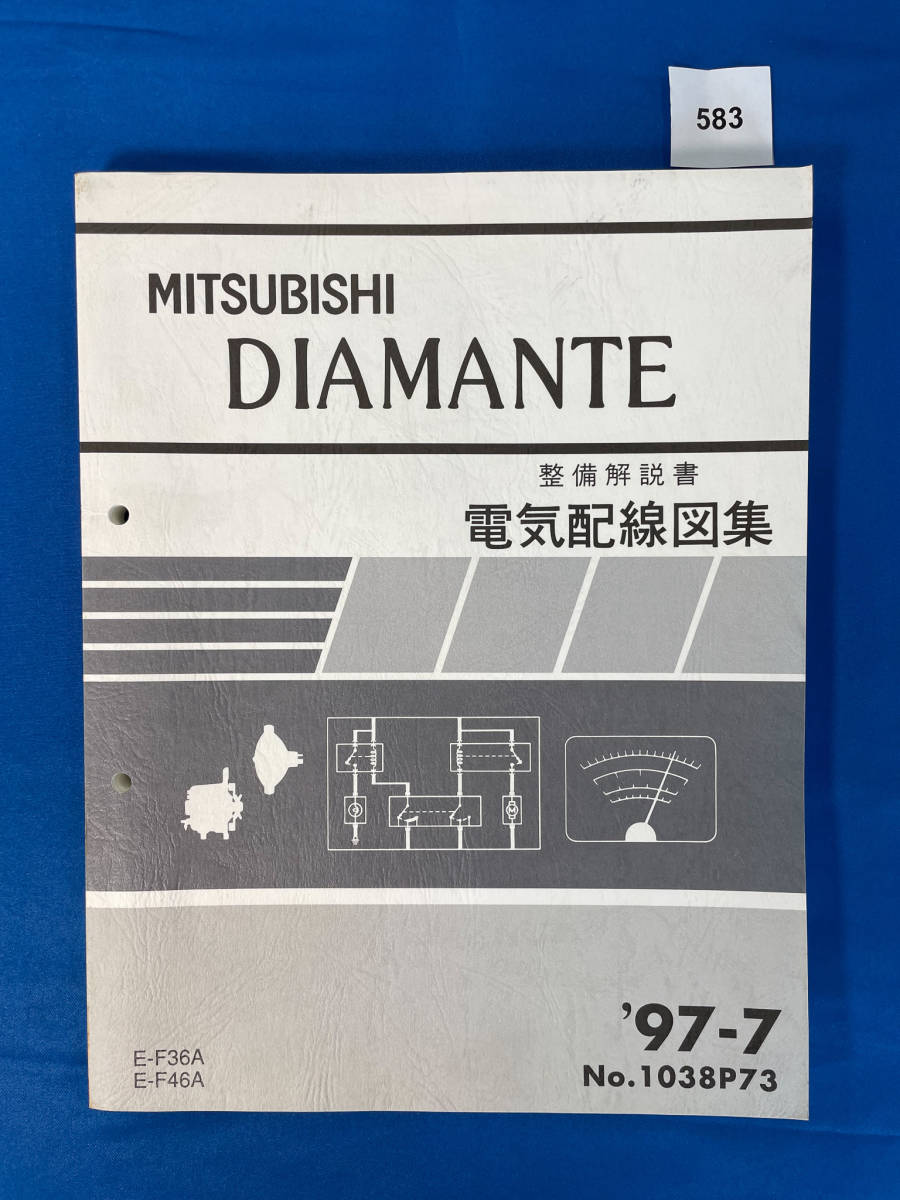 583
MITSUBISHI
DIAMANTE
整備解説書
電気配線図集
M
'97-7
No.1038P73
E-F36A
E-F46A